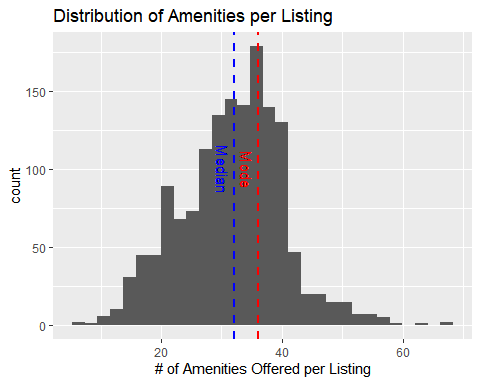 Distribution of Amenities per Listing
150
100
50
0
count
Median
Mode
20
40
60
# of Amenities Offered per Listing